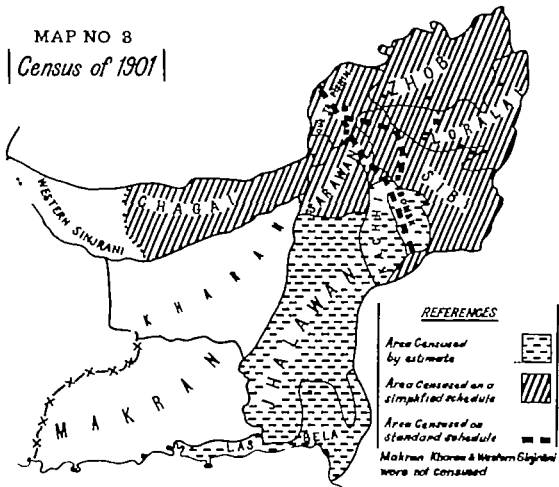 MAP NO 3
Census of 1901
ZHOB
LORALAI
SIBI
SARAWAN
CHAGAI
WESTERN SINJRANI
KACHHI
KHARAN
JHALAWAN
MAKRAN
LAS BELA
REFERENCES
Area Censused
by estimate
Area Censused on a
simplified schedule
Area Censused on
standard schedule
Makran Kharan & Western Sinjrani
were not censused